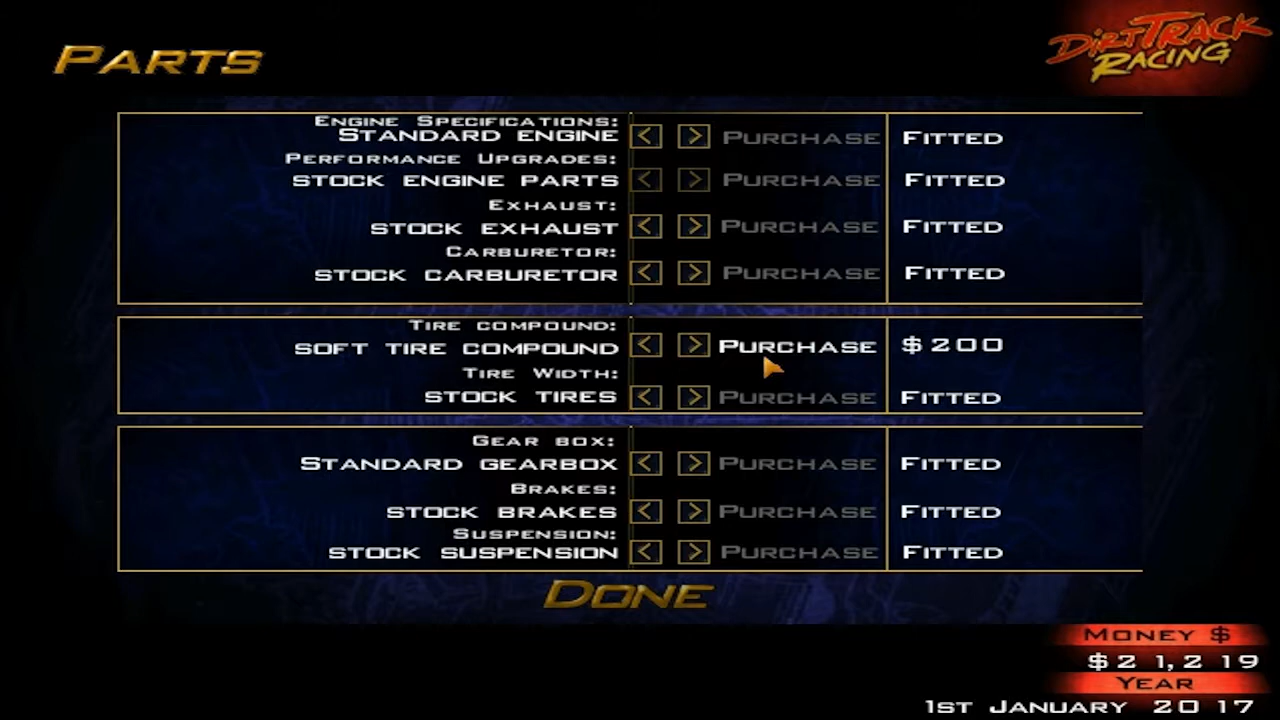 PARTS
DIRT TRACK
RACING
ENGINE SPECIFICATIONS:
STANDARD ENGINE < > PURCHASE FITTED
PERFORMANCE UPGRADES:
STOCK ENGINE PARTS < > PURCHASE FITTED
EXHAUST:
STOCK EXHAUST < > PURCHASE FITTED
CARBURETOR:
STOCK CARBURETOR < > PURCHASE FITTED
TIRE COMPOUND:
SOFT TIRE COMPOUND < > PURCHASE $200
TIRE WIDTH:
STOCK TIRES < > PURCHASE FITTED
GEAR BOX:
STANDARD GEARBOX < > PURCHASE FITTED
BRAKES:
STOCK BRAKES < > PURCHASE FITTED
SUSPENSION:
STOCK SUSPENSION < > PURCHASE FITTED
DONE
MONEY $
$21,219
YEAR
1ST JANUARY 2017